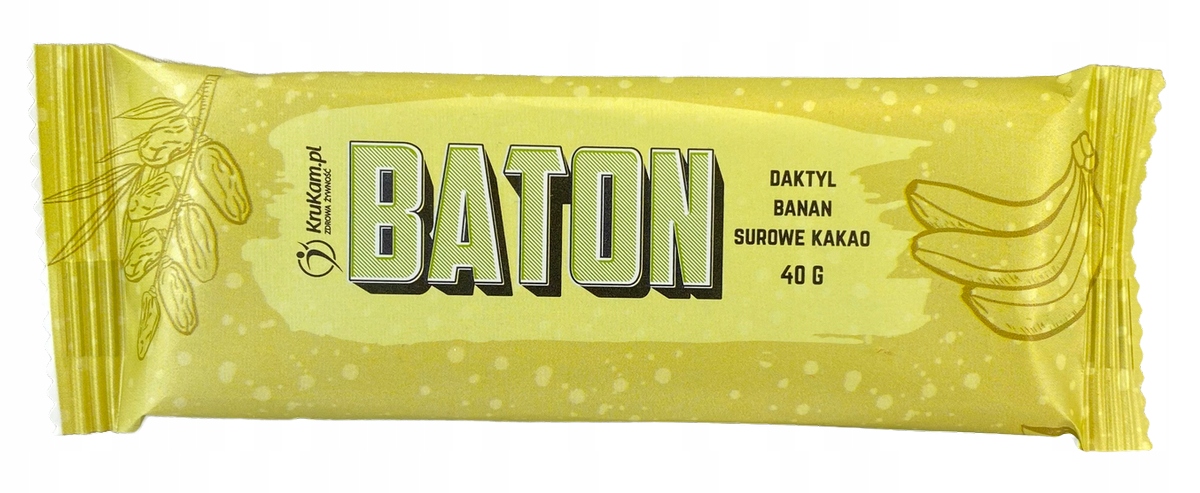 KruKam.pl
ZDROWA ŻYWNOŚĆ
BATON
DAKTYL
BANAN
SUROWE KAKAO
40 G